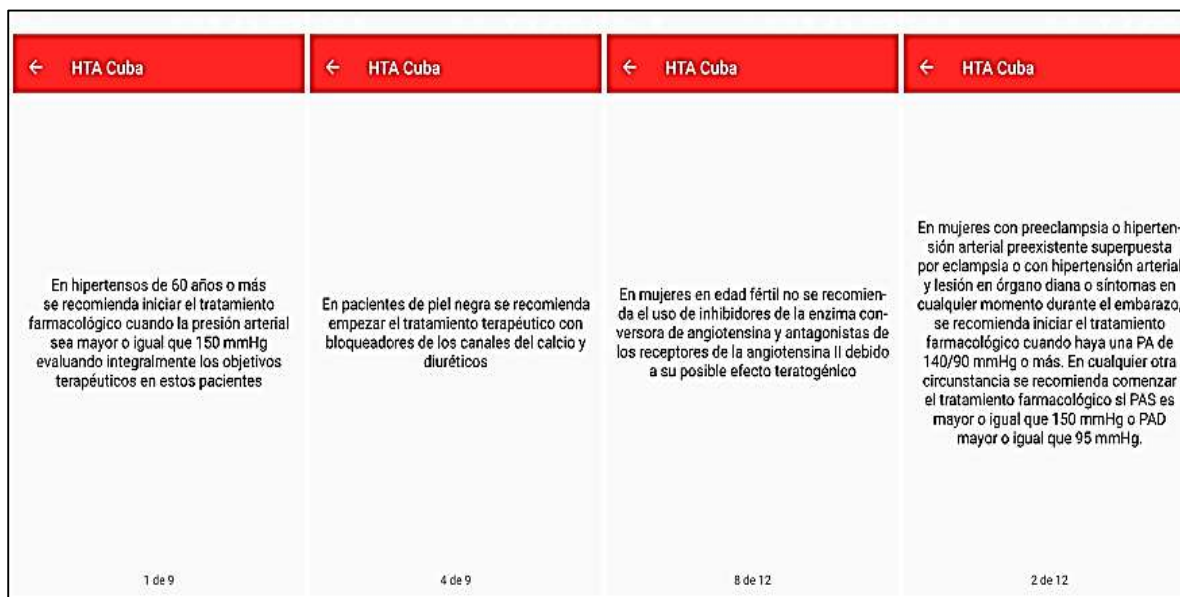 ← HTA Cuba
En hipertensos de 60 años o más
se recomienda iniciar el tratamiento
farmacológico cuando la presión arterial
sea mayor o igual que 150 mmHg
evaluando integralmente los objetivos
terapéuticos en estos pacientes
1 de 9
← HTA Cuba
En pacientes de piel negra se recomienda
empezar el tratamiento terapéutico con
bloqueadores de los canales del calcio y
diuréticos
4 de 9
← HTA Cuba
En mujeres en edad fértil no se recomien-
da el uso de inhibidores de la enzima con-
versora de angiotensina y antagonistas de
los receptores de la angiotensina II debido
a su posible efecto teratogénico
8 de 12
← HTA Cuba
En mujeres con preeclampsia o hiperten-
sión arterial preexistente superpuesta
por eclampsia o con hipertensión arterial
y lesión en órgano diana o síntomas en
cualquier momento durante el embarazo,
se recomienda iniciar el tratamiento
farmacológico cuando haya una PA de
140/90 mmHg o más. En cualquier otra
circunstancia se recomienda comenzar
el tratamiento farmacológico si PAS es
mayor o igual que 150 mmHg o PAD
mayor o igual que 95 mmHg.
2 de 12